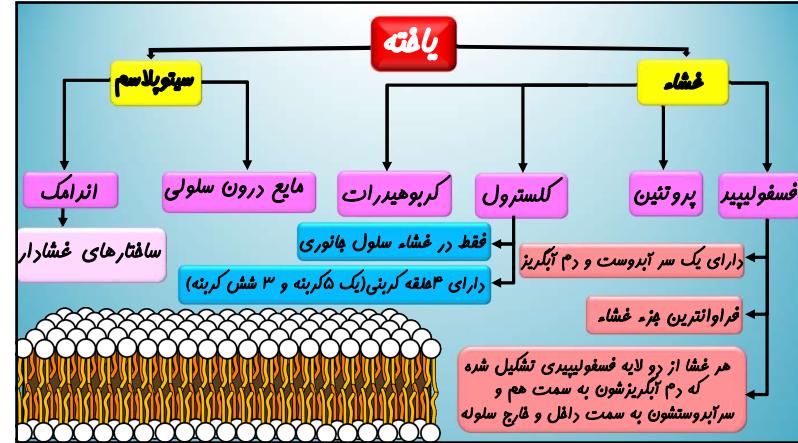 یاخته
غشاء
سیتوپلاسم
فسفولیپید
پروتئین
کلسترول
کربوهیدرات
مایع درون سلولی
اندامک
ساختارهای غشادار
فقط در غشاء سلول جانوری
دارای ۴حلقه کربنی(یک ۵کربنه و ۳ شش کربنه)
دارای یک سر آبدوست و دم آبگریز
فراوانترین جزء غشاء
هر غشا از دو لایه فسفولیپیدی تشکیل شده
که دم آبگریزشون به سمت هم و
سرآبدوستشون به سمت داخل و خارج سلوله